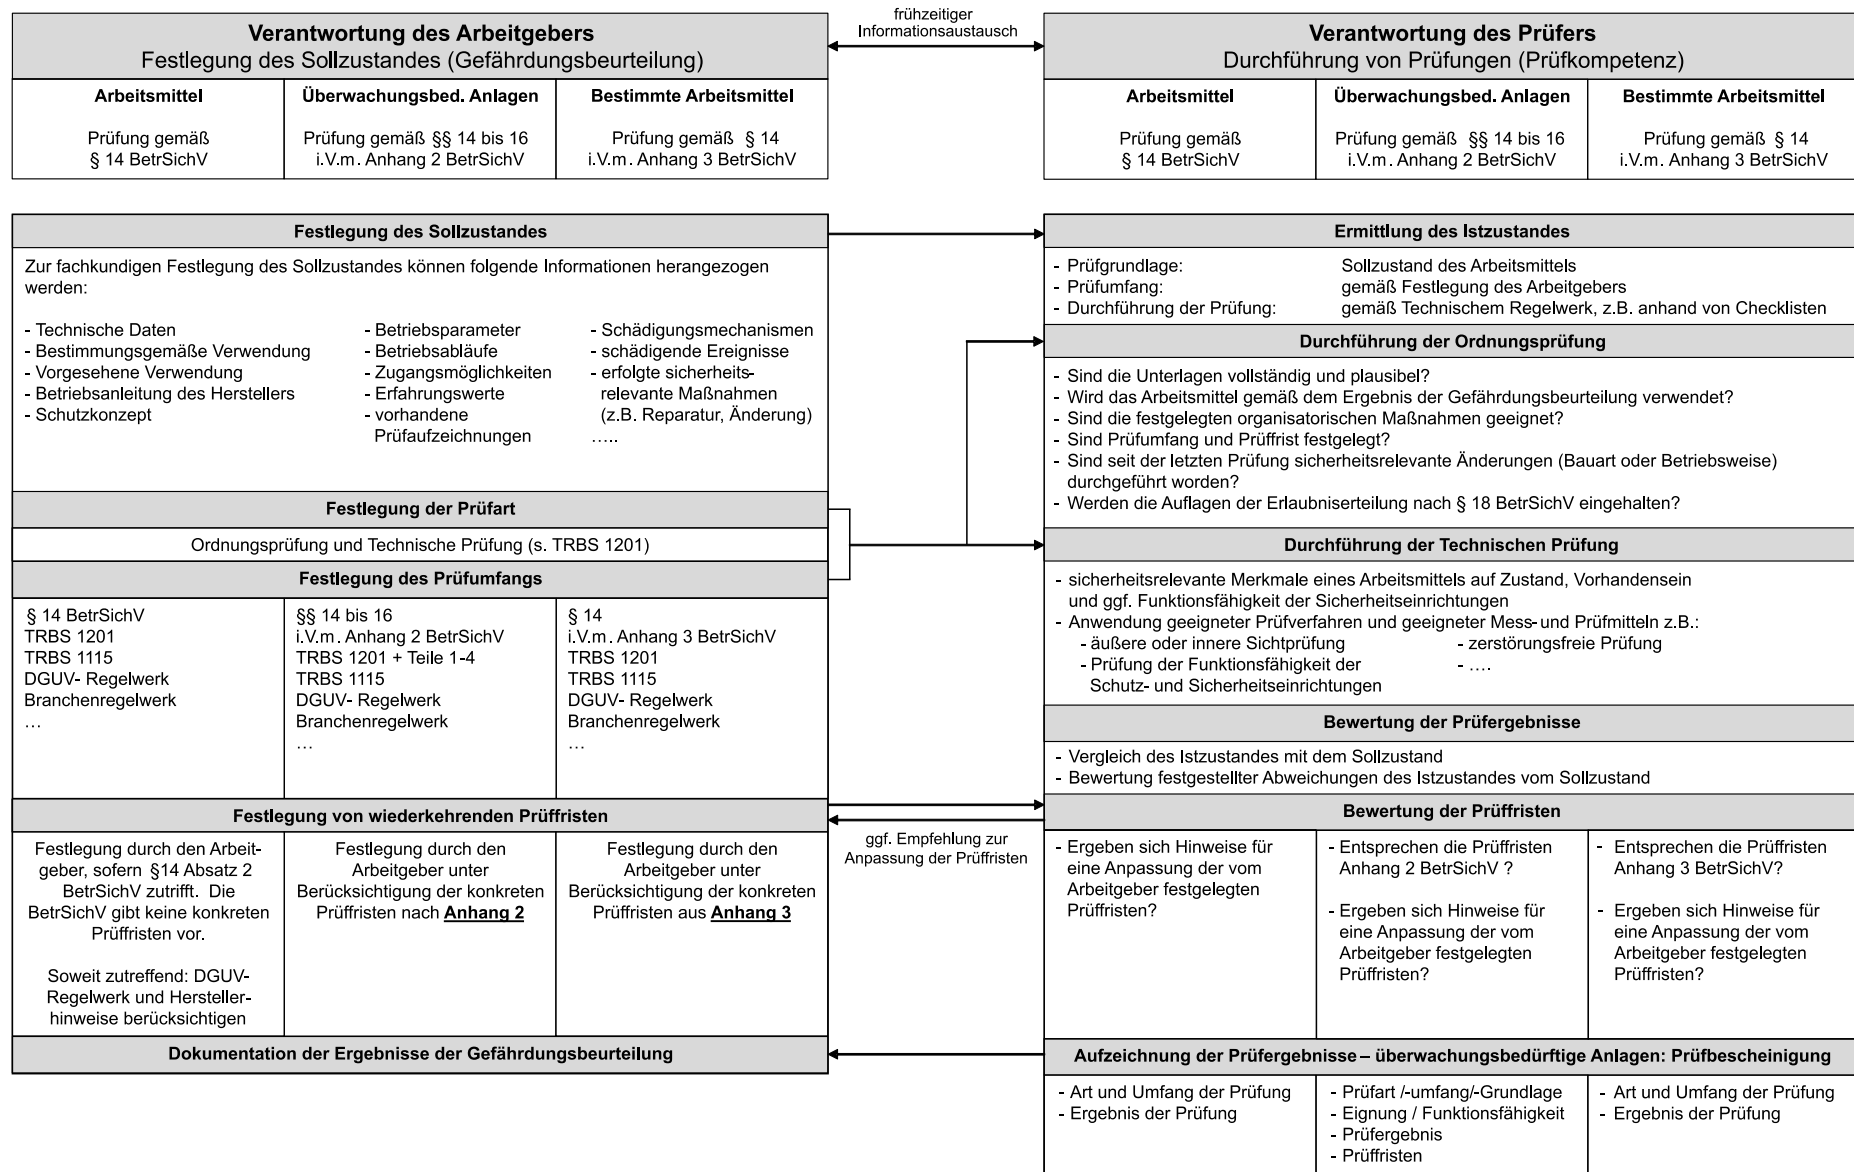 Verantwortung des Arbeitgebers
Festlegung des Sollzustandes (Gefährdungsbeurteilung)
Arbeitsmittel
Prüfung gemäß
§ 14 BetrSichV
Überwachungsbed. Anlagen
Prüfung gemäß §§ 14 bis 16
i.V.m. Anhang 2 BetrSichV
Bestimmte Arbeitsmittel
Prüfung gemäß § 14
i.V.m. Anhang 3 BetrSichV
frühzeitiger
Informationsaustausch
Verantwortung des Prüfers
Durchführung von Prüfungen (Prüfkompetenz)
Arbeitsmittel
Prüfung gemäß
§ 14 BetrSichV
Überwachungsbed. Anlagen
Prüfung gemäß §§ 14 bis 16
i.V.m. Anhang 2 BetrSichV
Bestimmte Arbeitsmittel
Prüfung gemäß § 14
i.V.m. Anhang 3 BetrSichV
Festlegung des Sollzustandes
Zur fachkundigen Festlegung des Sollzustandes können folgende Informationen herangezogen
werden:
- Technische Daten
- Bestimmungsgemäße Verwendung
- Vorgesehene Verwendung
- Betriebsanleitung des Herstellers
- Schutzkonzept
- Betriebsparameter
- Betriebsabläufe
- Zugangsmöglichkeiten
- Erfahrungswerte
- vorhandene
Prüfaufzeichnungen
- Schädigungsmechanismen
- schädigende Ereignisse
- erfolgte sicherheits-
relevante Maßnahmen
(z.B. Reparatur, Änderung)
…..
Festlegung der Prüfart
Ordnungsprüfung und Technische Prüfung (s. TRBS 1201)
Festlegung des Prüfumfangs
§ 14 BetrSichV
TRBS 1201
TRBS 1115
DGUV- Regelwerk
Branchenregelwerk
…
§§ 14 bis 16
i.V.m. Anhang 2 BetrSichV
TRBS 1201 + Teile 1-4
TRBS 1115
DGUV- Regelwerk
Branchenregelwerk
…
§ 14
i.V.m. Anhang 3 BetrSichV
TRBS 1201
TRBS 1115
DGUV- Regelwerk
Branchenregelwerk
…
Festlegung von wiederkehrenden Prüffristen
Festlegung durch den Arbeit-
geber, sofern §14 Absatz 2
BetrSichV zutrifft. Die
BetrSichV gibt keine konkreten
Prüffristen vor.
Soweit zutreffend: DGUV-
Regelwerk und Hersteller-
hinweise berücksichtigen
Festlegung durch den
Arbeitgeber unter
Berücksichtigung der konkreten
Prüffristen nach Anhang 2
Festlegung durch den
Arbeitgeber unter
Berücksichtigung der konkreten
Prüffristen aus Anhang 3
Dokumentation der Ergebnisse der Gefährdungsbeurteilung
ggf. Empfehlung zur
Anpassung der Prüffristen
Ermittlung des Istzustandes
- Prüfgrundlage: Sollzustand des Arbeitsmittels
- Prüfumfang: gemäß Festlegung des Arbeitgebers
- Durchführung der Prüfung: gemäß Technischem Regelwerk, z.B. anhand von Checklisten
Durchführung der Ordnungsprüfung
- Sind die Unterlagen vollständig und plausibel?
- Wird das Arbeitsmittel gemäß dem Ergebnis der Gefährdungsbeurteilung verwendet?
- Sind die festgelegten organisatorischen Maßnahmen geeignet?
- Sind Prüfumfang und Prüffrist festgelegt?
- Sind seit der letzten Prüfung sicherheitsrelevante Änderungen (Bauart oder Betriebsweise)
durchgeführt worden?
- Werden die Auflagen der Erlaubniserteilung nach § 18 BetrSichV eingehalten?
Durchführung der Technischen Prüfung
- sicherheitsrelevante Merkmale eines Arbeitsmittels auf Zustand, Vorhandensein
und ggf. Funktionsfähigkeit der Sicherheitseinrichtungen
- Anwendung geeigneter Prüfverfahren und geeigneter Mess- und Prüfmitteln z.B.:
- äußere oder innere Sichtprüfung
- Prüfung der Funktionsfähigkeit der
Schutz- und Sicherheitseinrichtungen
- zerstörungsfreie Prüfung
- ….
Bewertung der Prüfergebnisse
- Vergleich des Istzustandes mit dem Sollzustand
- Bewertung festgestellter Abweichungen des Istzustandes vom Sollzustand
Bewertung der Prüffristen
- Ergeben sich Hinweise für
eine Anpassung der vom
Arbeitgeber festgelegten
Prüffristen?
- Entsprechen die Prüffristen
Anhang 2 BetrSichV ?
- Ergeben sich Hinweise für
eine Anpassung der vom
Arbeitgeber festgelegten
Prüffristen?
- Entsprechen die Prüffristen
Anhang 3 BetrSichV?
- Ergeben sich Hinweise für
eine Anpassung der vom
Arbeitgeber festgelegten
Prüffristen?
Aufzeichnung der Prüfergebnisse – überwachungsbedürftige Anlagen: Prüfbescheinigung
- Art und Umfang der Prüfung
- Ergebnis der Prüfung
- Prüfart /-umfang/-Grundlage
- Eignung / Funktionsfähigkeit
- Prüfergebnis
- Prüffristen
- Art und Umfang der Prüfung
- Ergebnis der Prüfung